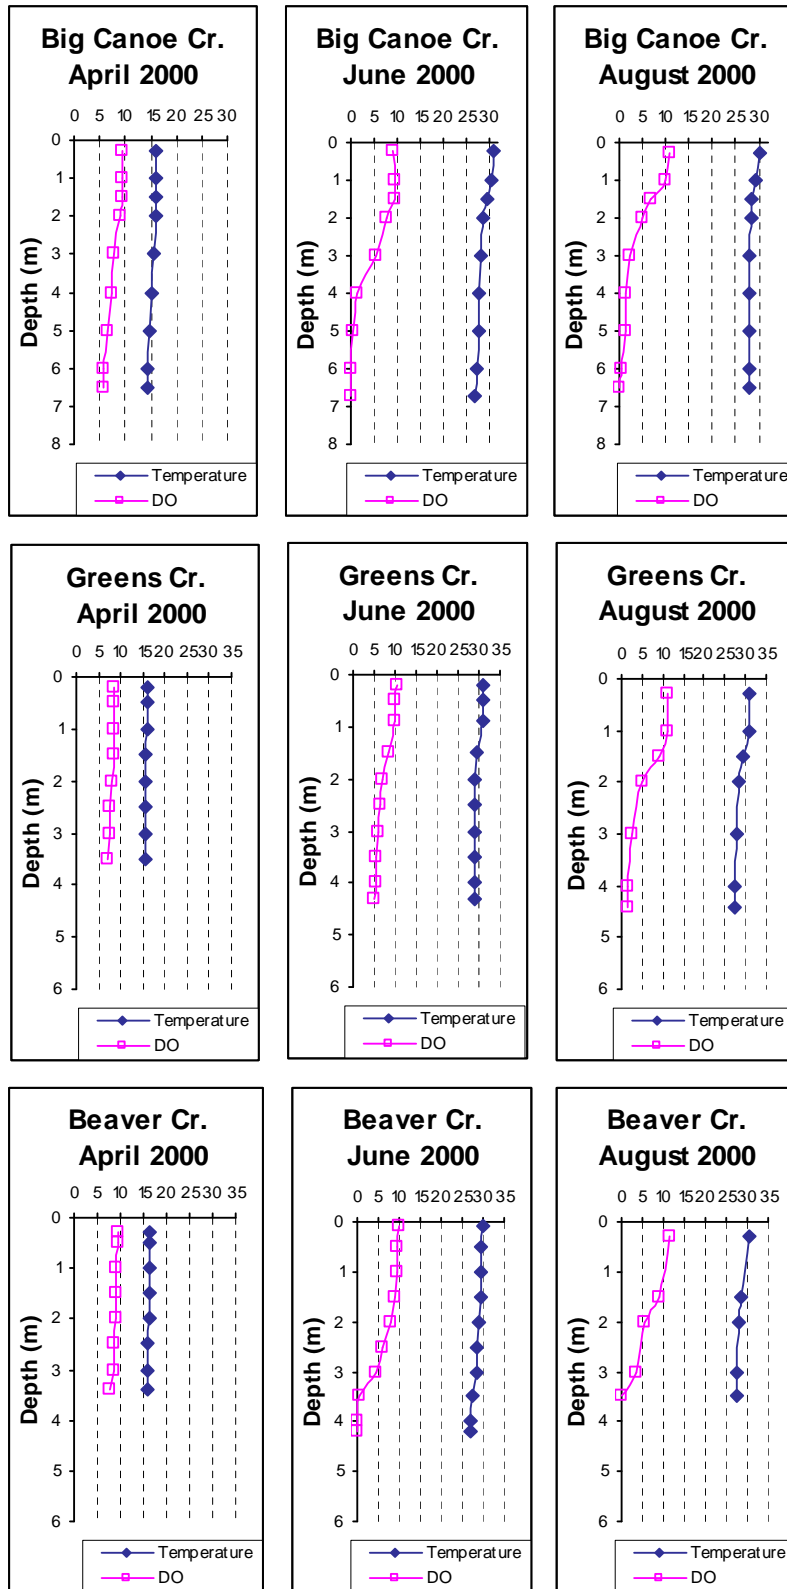 Big Canoe Cr.
April 2000
0 5 10 15 20 25 30
0
1
2
3
4
5
6
7
8
Depth (m)
Temperature
DO
Big Canoe Cr.
June 2000
0 5 10 15 20 25 30
0
1
2
3
4
5
6
7
8
Depth (m)
Temperature
DO
Big Canoe Cr.
August 2000
0 5 10 15 20 25 30
0
1
2
3
4
5
6
7
8
Depth (m)
Temperature
DO
Greens Cr.
April 2000
0 5 10 15 20 25 30 35
0
1
2
3
4
5
6
Depth (m)
Temperature
DO
Greens Cr.
June 2000
0 5 10 15 20 25 30 35
0
1
2
3
4
5
6
Depth (m)
Temperature
DO
Greens Cr.
August 2000
0 5 10 15 20 25 30 35
0
1
2
3
4
5
6
Depth (m)
Temperature
DO
Beaver Cr.
April 2000
0 5 10 15 20 25 30 35
0
1
2
3
4
5
6
Depth (m)
Temperature
DO
Beaver Cr.
June 2000
0 5 10 15 20 25 30 35
0
1
2
3
4
5
6
Depth (m)
Temperature
DO
Beaver Cr.
August 2000
0 5 10 15 20 25 30 35
0
1
2
3
4
5
6
Depth (m)
Temperature
DO